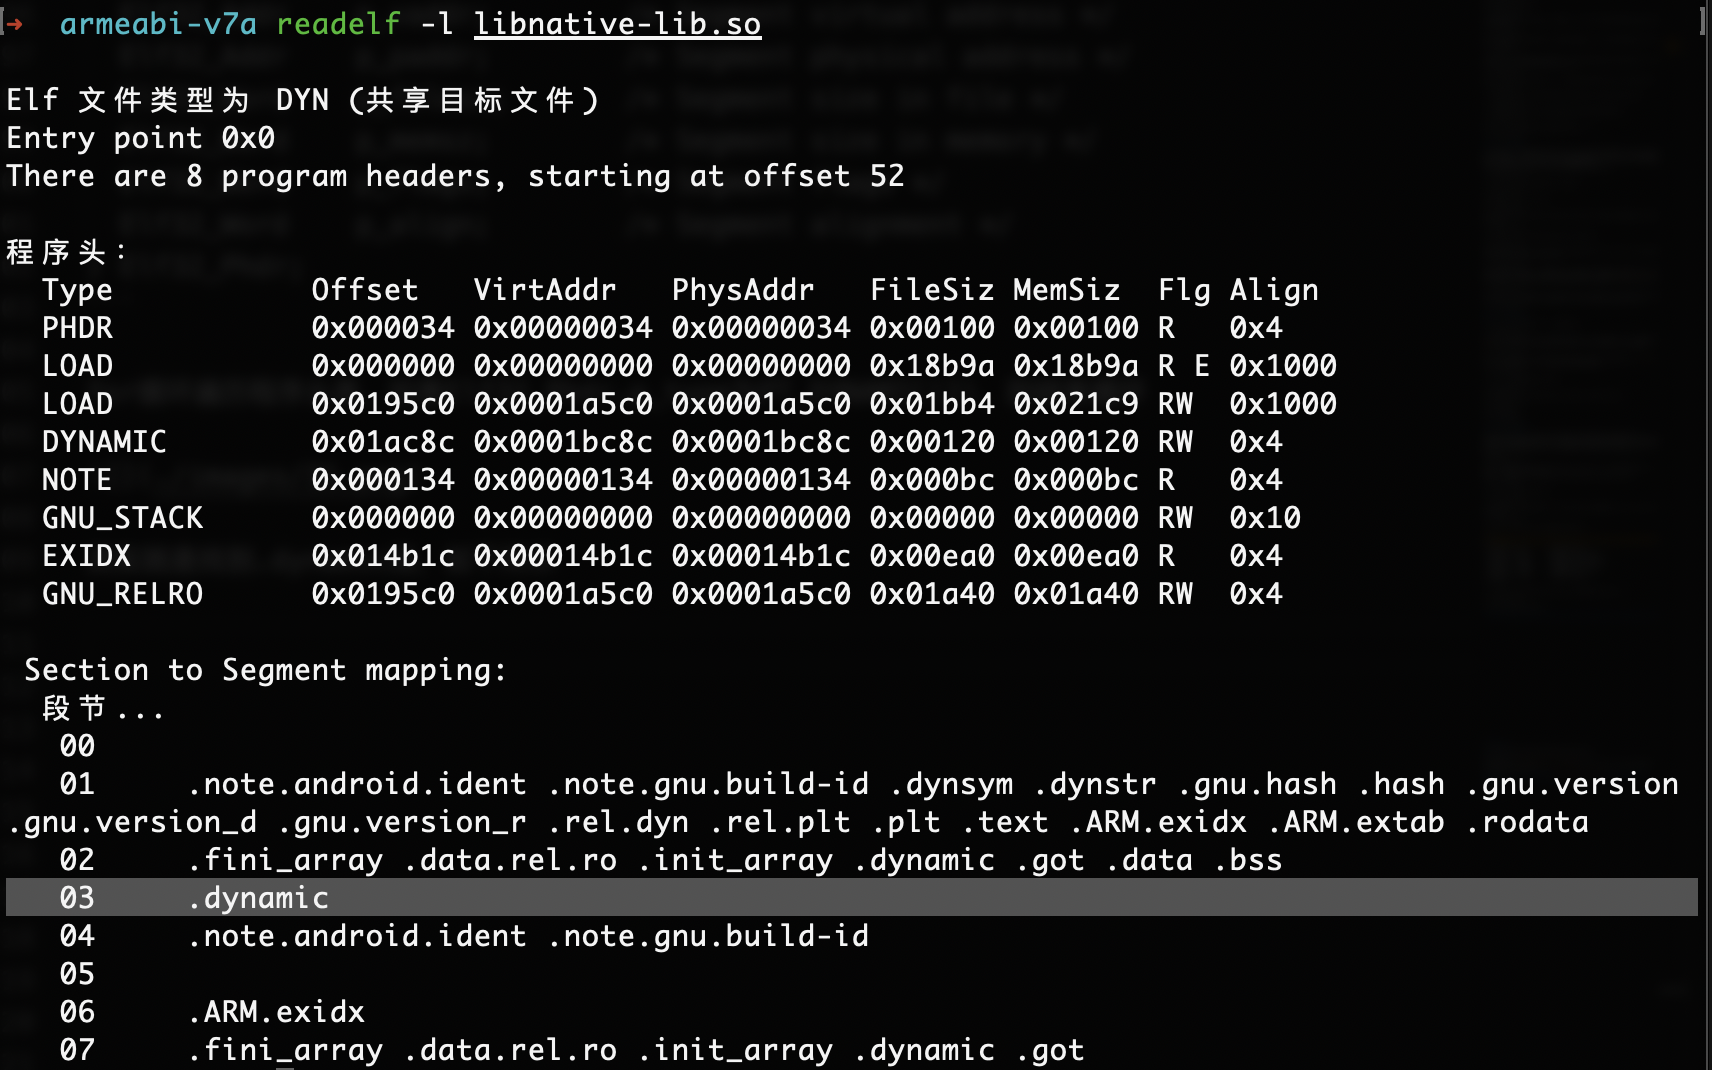 → armeabi-v7a readelf -l libnative-lib.so
Elf 文件类型为 DYN (共享目标文件)
Entry point 0x0
There are 8 program headers, starting at offset 52
程序头：
Type Offset VirtAddr PhysAddr FileSiz MemSiz Flg Align
PHDR 0x000034 0x00000034 0x00000034 0x00100 0x00100 R 0x4
LOAD 0x000000 0x00000000 0x00000000 0x18b9a 0x18b9a R E 0x1000
LOAD 0x0195c0 0x0001a5c0 0x0001a5c0 0x01bb4 0x021c9 RW 0x1000
DYNAMIC 0x01ac8c 0x0001bc8c 0x0001bc8c 0x00120 0x00120 RW 0x4
NOTE 0x000134 0x00000134 0x00000134 0x000bc 0x000bc R 0x4
GNU_STACK 0x000000 0x00000000 0x00000000 0x00000 0x00000 RW 0x10
EXIDX 0x014b1c 0x00014b1c 0x00014b1c 0x00ea0 0x00ea0 R 0x4
GNU_RELRO 0x0195c0 0x0001a5c0 0x0001a5c0 0x01a40 0x01a40 RW 0x4
Section to Segment mapping:
段节...
00
01 .note.android.ident .note.gnu.build-id .dynsym .dynstr .gnu.hash .hash .gnu.version
.gnu.version_d .gnu.version_r .rel.dyn .rel.plt .plt .text .ARM.exidx .ARM.extab .rodata
02 .fini_array .data.rel.ro .init_array .dynamic .got .data .bss
03 .dynamic
04 .note.android.ident .note.gnu.build-id
05
06 .ARM.exidx
07 .fini_array .data.rel.ro .init_array .dynamic .got